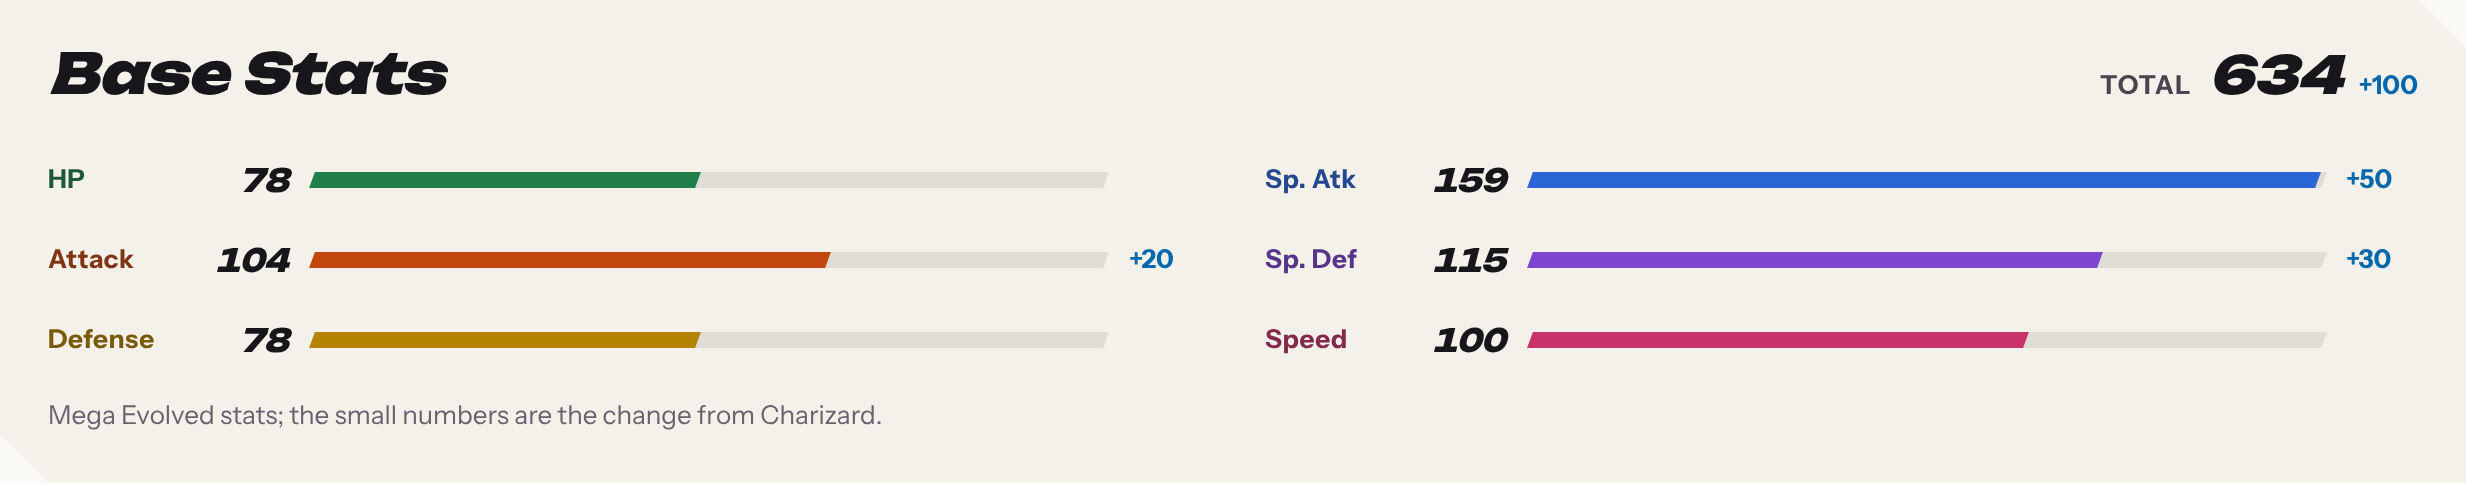 Base Stats
TOTAL 634 +100
HP 78
Attack 104 +20
Defense 78
Sp. Atk 159 +50
Sp. Def 115 +30
Speed 100
Mega Evolved stats; the small numbers are the change from Charizard.